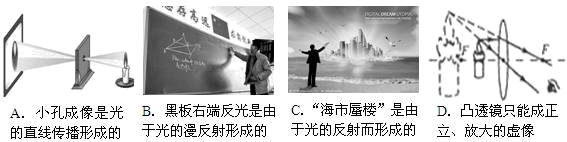 DIGITAL DREAM UTOPIA
F
F
A. 小孔成像是光
的直线传播形成的
B. 黑板右端反光是由
于光的漫反射形成的
C.“海市蜃楼”是由
于光的反射而形成的
D. 凸透镜只能成正
立、放大的虚像